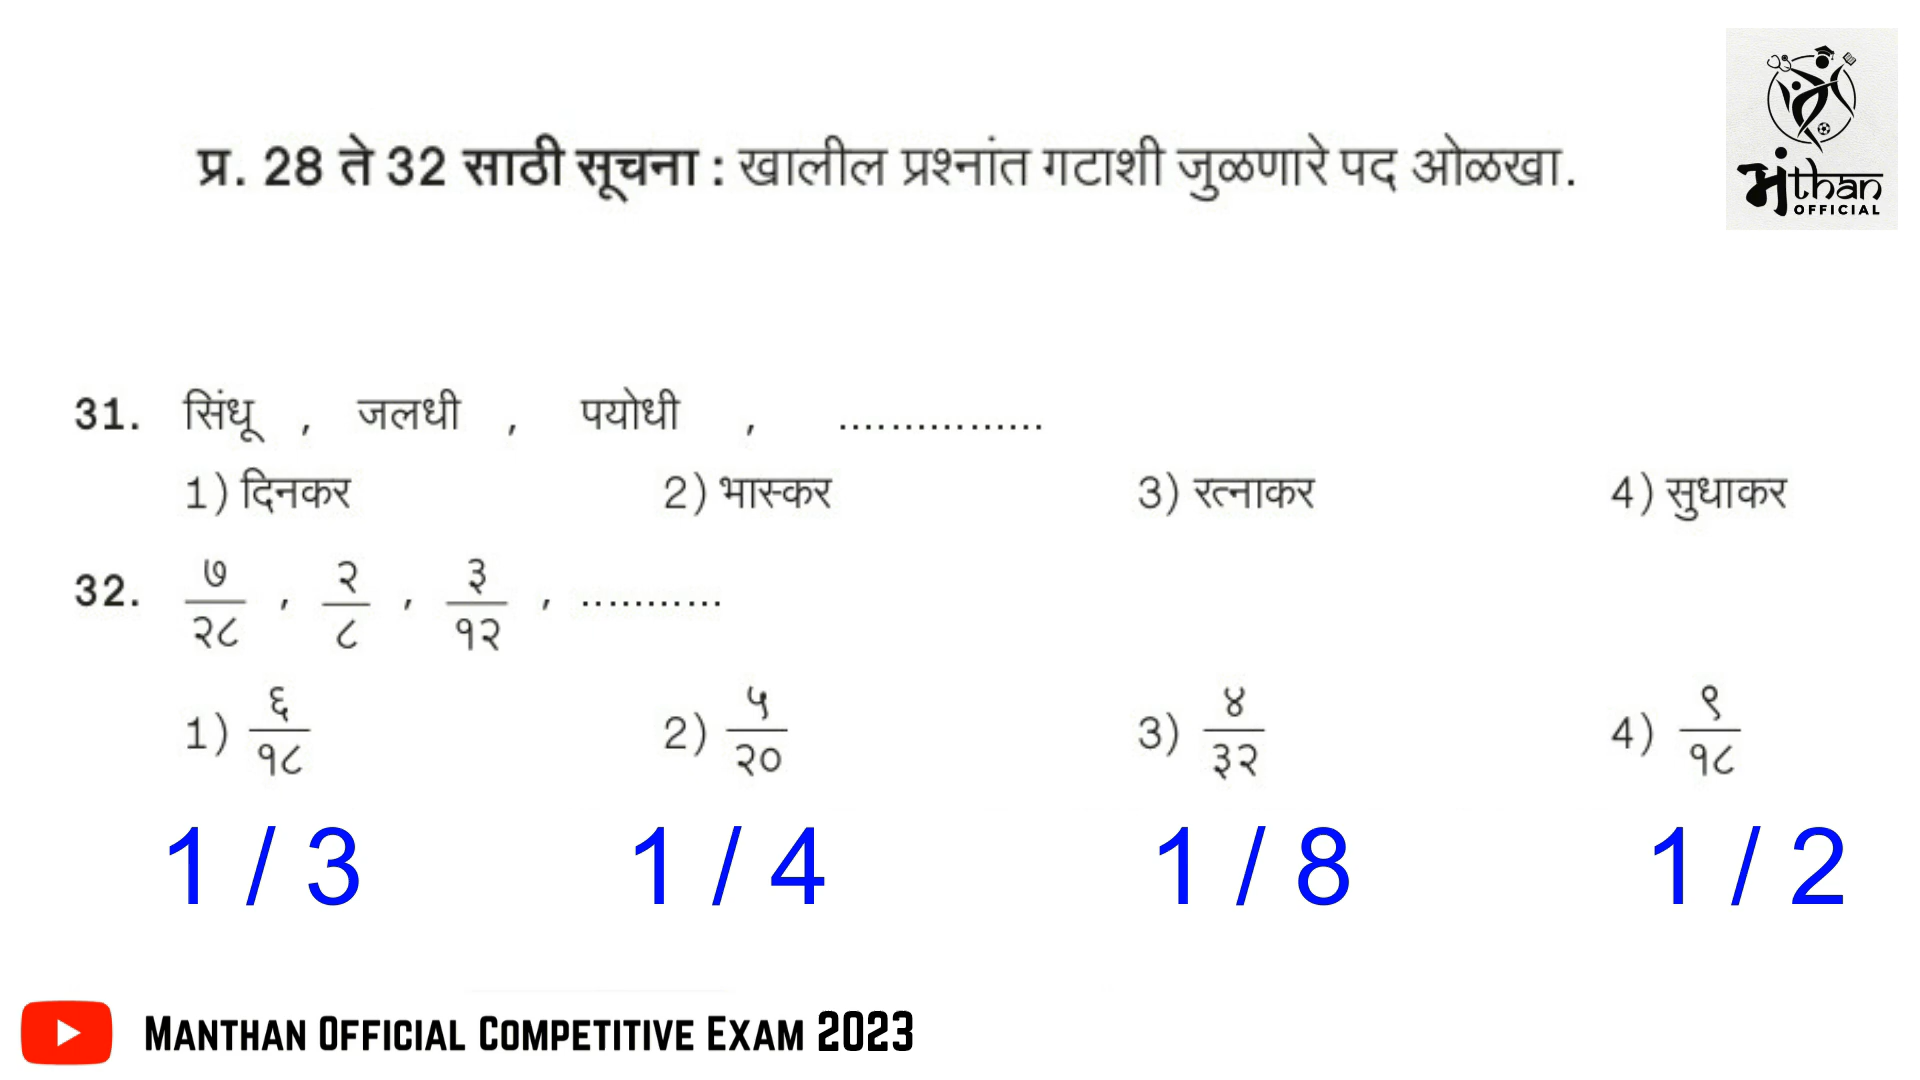 मंthan
OFFICIAL
प्र. 28 ते 32 साठी सूचना : खालील प्रश्नांत गटाशी जुळणारे पद ओळखा.
31. सिंधू , जलधी , पयोधी , ................
1) दिनकर 2) भास्कर 3) रत्नाकर 4) सुधाकर
32. ७/२८ , २/८ , ३/१२ , ...........
1) ६/१८ 2) ५/२० 3) ४/३२ 4) ९/१८
1 / 3 1 / 4 1 / 8 1 / 2
MANTHAN OFFICIAL COMPETITIVE EXAM 2023